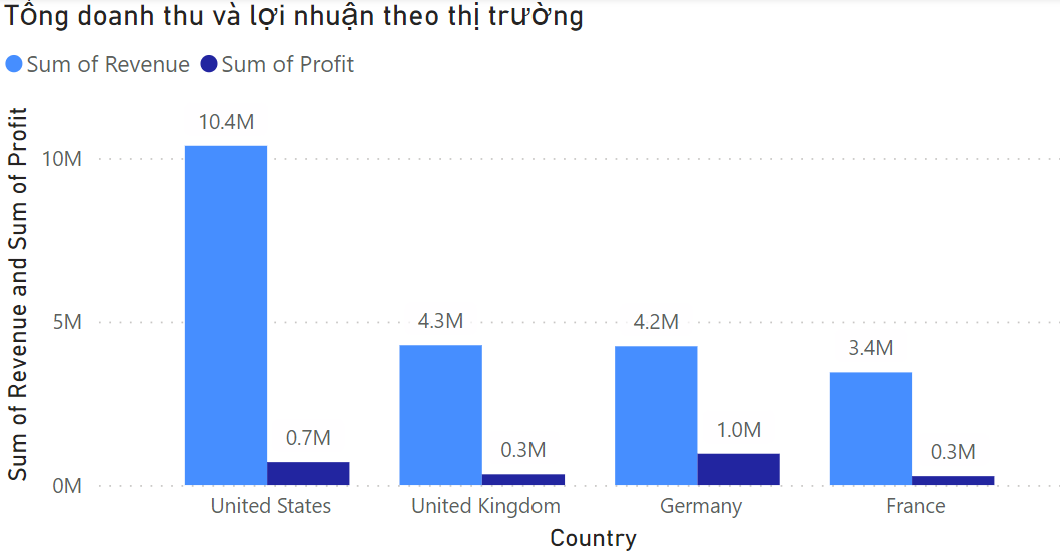 Tổng doanh thu và lợi nhuận theo thị trường
Sum of Revenue Sum of Profit
Sum of Revenue and Sum of Profit
10M
5M
0M
10.4M
0.7M
4.3M
0.3M
4.2M
1.0M
3.4M
0.3M
United States
United Kingdom
Germany
France
Country